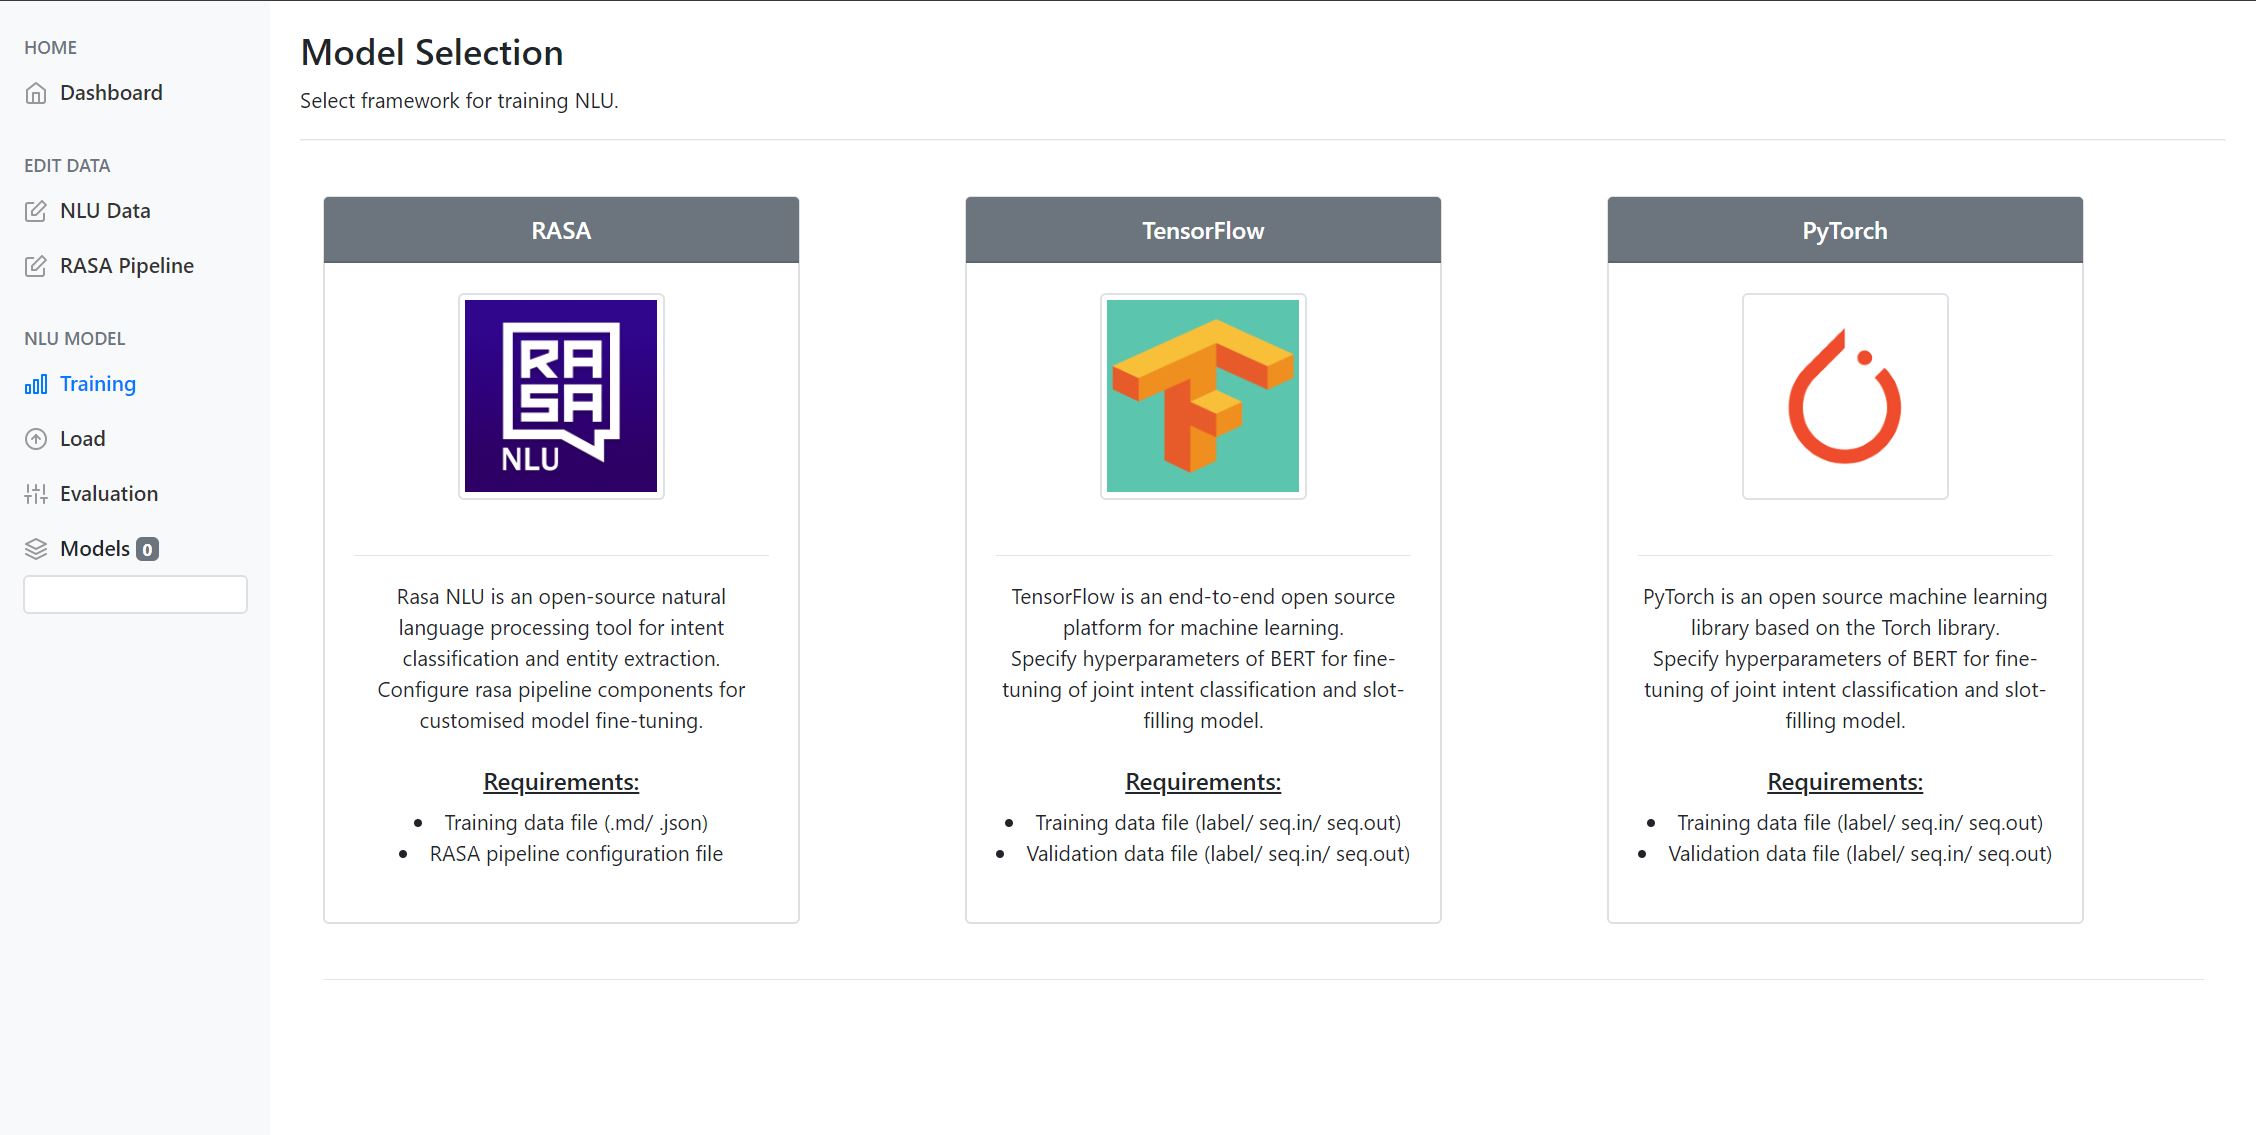 HOME
Dashboard
EDIT DATA
NLU Data
RASA Pipeline
NLU MODEL
Training
Load
Evaluation
Models 0
Model Selection
Select framework for training NLU.
RASA
RA
SA
NLU
Rasa NLU is an open-source natural
language processing tool for intent
classification and entity extraction.
Configure rasa pipeline components for
customised model fine-tuning.
Requirements:
• Training data file (.md/ .json)
• RASA pipeline configuration file
TensorFlow
TensorFlow is an end-to-end open source
platform for machine learning.
Specify hyperparameters of BERT for fine-
tuning of joint intent classification and slot-
filling model.
Requirements:
• Training data file (label/ seq.in/ seq.out)
• Validation data file (label/ seq.in/ seq.out)
PyTorch
PyTorch is an open source machine learning
library based on the Torch library.
Specify hyperparameters of BERT for fine-
tuning of joint intent classification and slot-
filling model.
Requirements:
• Training data file (label/ seq.in/ seq.out)
• Validation data file (label/ seq.in/ seq.out)